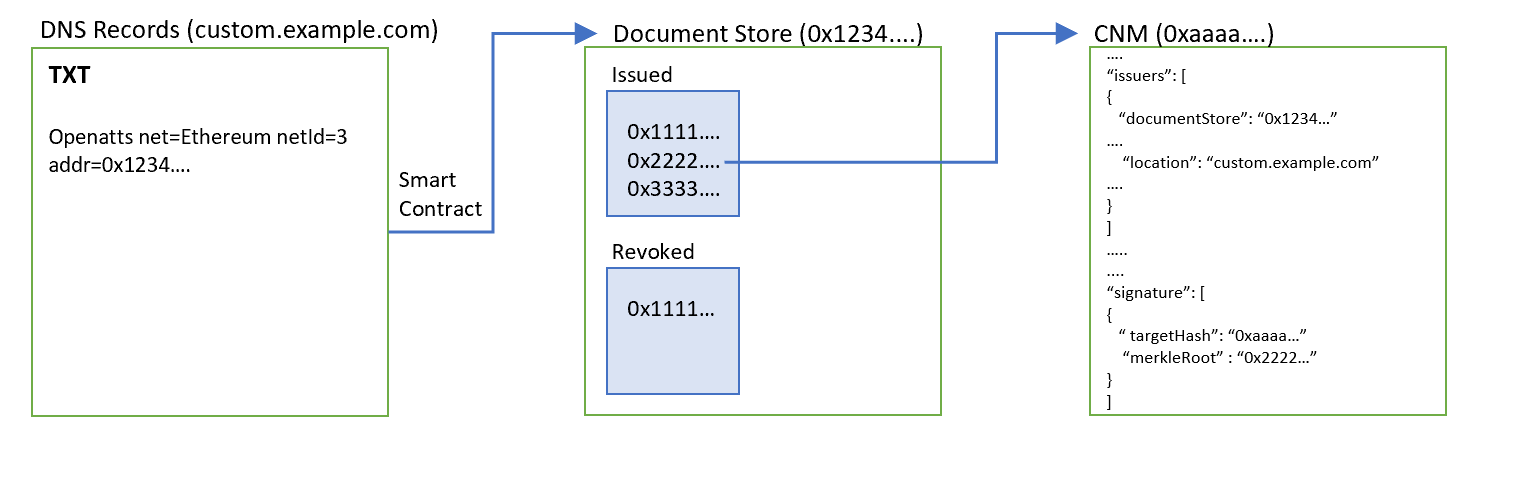 DNS Records (custom.example.com)
TXT
Openatts net=Ethereum netId=3
addr=0x1234....
Smart
Contract
Document Store (0x1234....)
Issued
0x1111....
0x2222....
0x3333....
Revoked
0x1111...
CNM (0xaaaa....)
....
“issuers”: [
{
“documentStore”: “0x1234...”
....
“location”: “custom.example.com”
....
}
]
.....
....
“signature”: [
{
“ targetHash”: “0xaaaa...”
“merkleRoot” : “0x2222...”
}
]